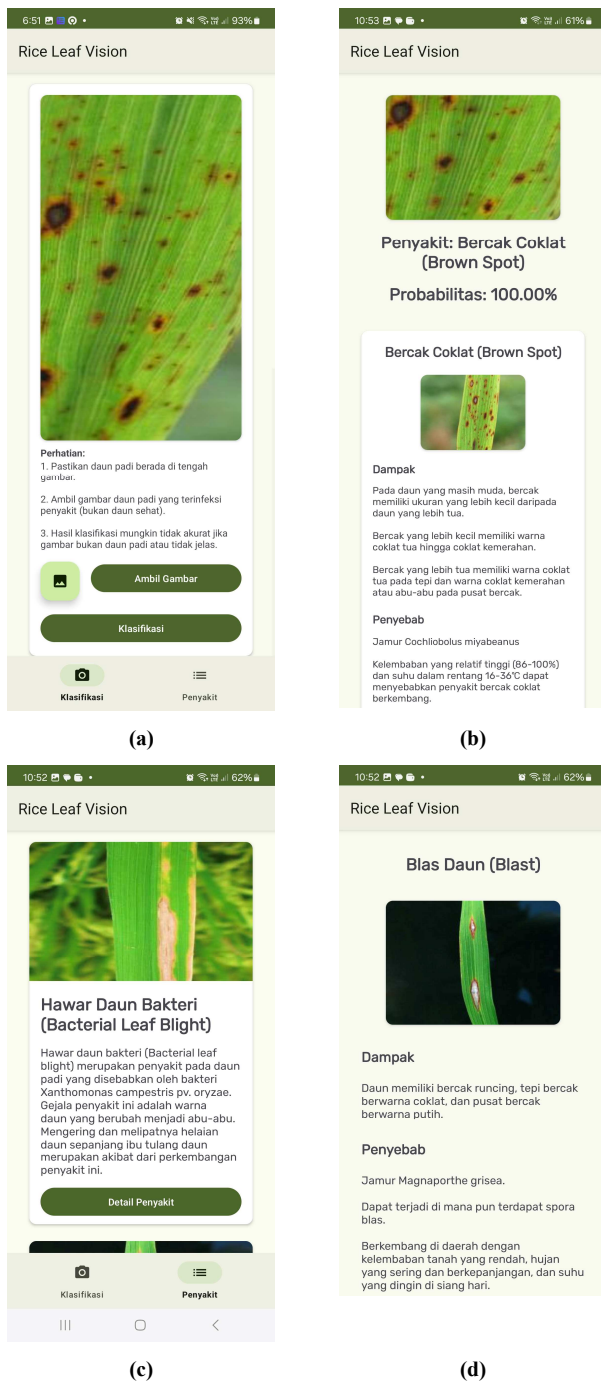 6:51
93%
Rice Leaf Vision
Perhatian:
1. Pastikan daun padi berada di tengah
gambar.
2. Ambil gambar daun padi yang terinfeksi
penyakit (bukan daun sehat).
3. Hasil klasifikasi mungkin tidak akurat jika
gambar bukan daun padi atau tidak jelas.
Ambil Gambar
Klasifikasi
Klasifikasi
Penyakit
(a)
10:53
61%
Rice Leaf Vision
Penyakit: Bercak Coklat
(Brown Spot)
Probabilitas: 100.00%
Bercak Coklat (Brown Spot)
Dampak
Pada daun yang masih muda, bercak
memiliki ukuran yang lebih kecil daripada
daun yang lebih tua.
Bercak yang lebih kecil memiliki warna
coklat tua hingga coklat kemerahan.
Bercak yang lebih tua memiliki warna coklat
tua pada tepi dan warna coklat kemerahan
atau abu-abu pada pusat bercak.
Penyebab
Jamur Cochliobolus miyabeanus
Kelembaban yang relatif tinggi (86-100%)
dan suhu dalam rentang 16-36°C dapat
menyebabkan penyakit bercak coklat
berkembang.
(b)
10:52
62%
Rice Leaf Vision
Hawar Daun Bakteri
(Bacterial Leaf Blight)
Hawar daun bakteri (Bacterial leaf
blight) merupakan penyakit pada daun
padi yang disebabkan oleh bakteri
Xanthomonas campestris pv. oryzae.
Gejala penyakit ini adalah warna
daun yang berubah menjadi abu-abu.
Mengering dan melipatnya helaian
daun sepanjang ibu tulang daun
merupakan akibat dari perkembangan
penyakit ini.
Detail Penyakit
Klasifikasi
Penyakit
(c)
10:52
62%
Rice Leaf Vision
Blas Daun (Blast)
Dampak
Daun memiliki bercak runcing, tepi bercak
berwarna coklat, dan pusat bercak
berwarna putih.
Penyebab
Jamur Magnaporthe grisea.
Dapat terjadi di mana pun terdapat spora
blas.
Berkembang di daerah dengan
kelembaban tanah yang rendah, hujan
yang sering dan berkepanjangan, dan suhu
yang dingin di siang hari.
(d)